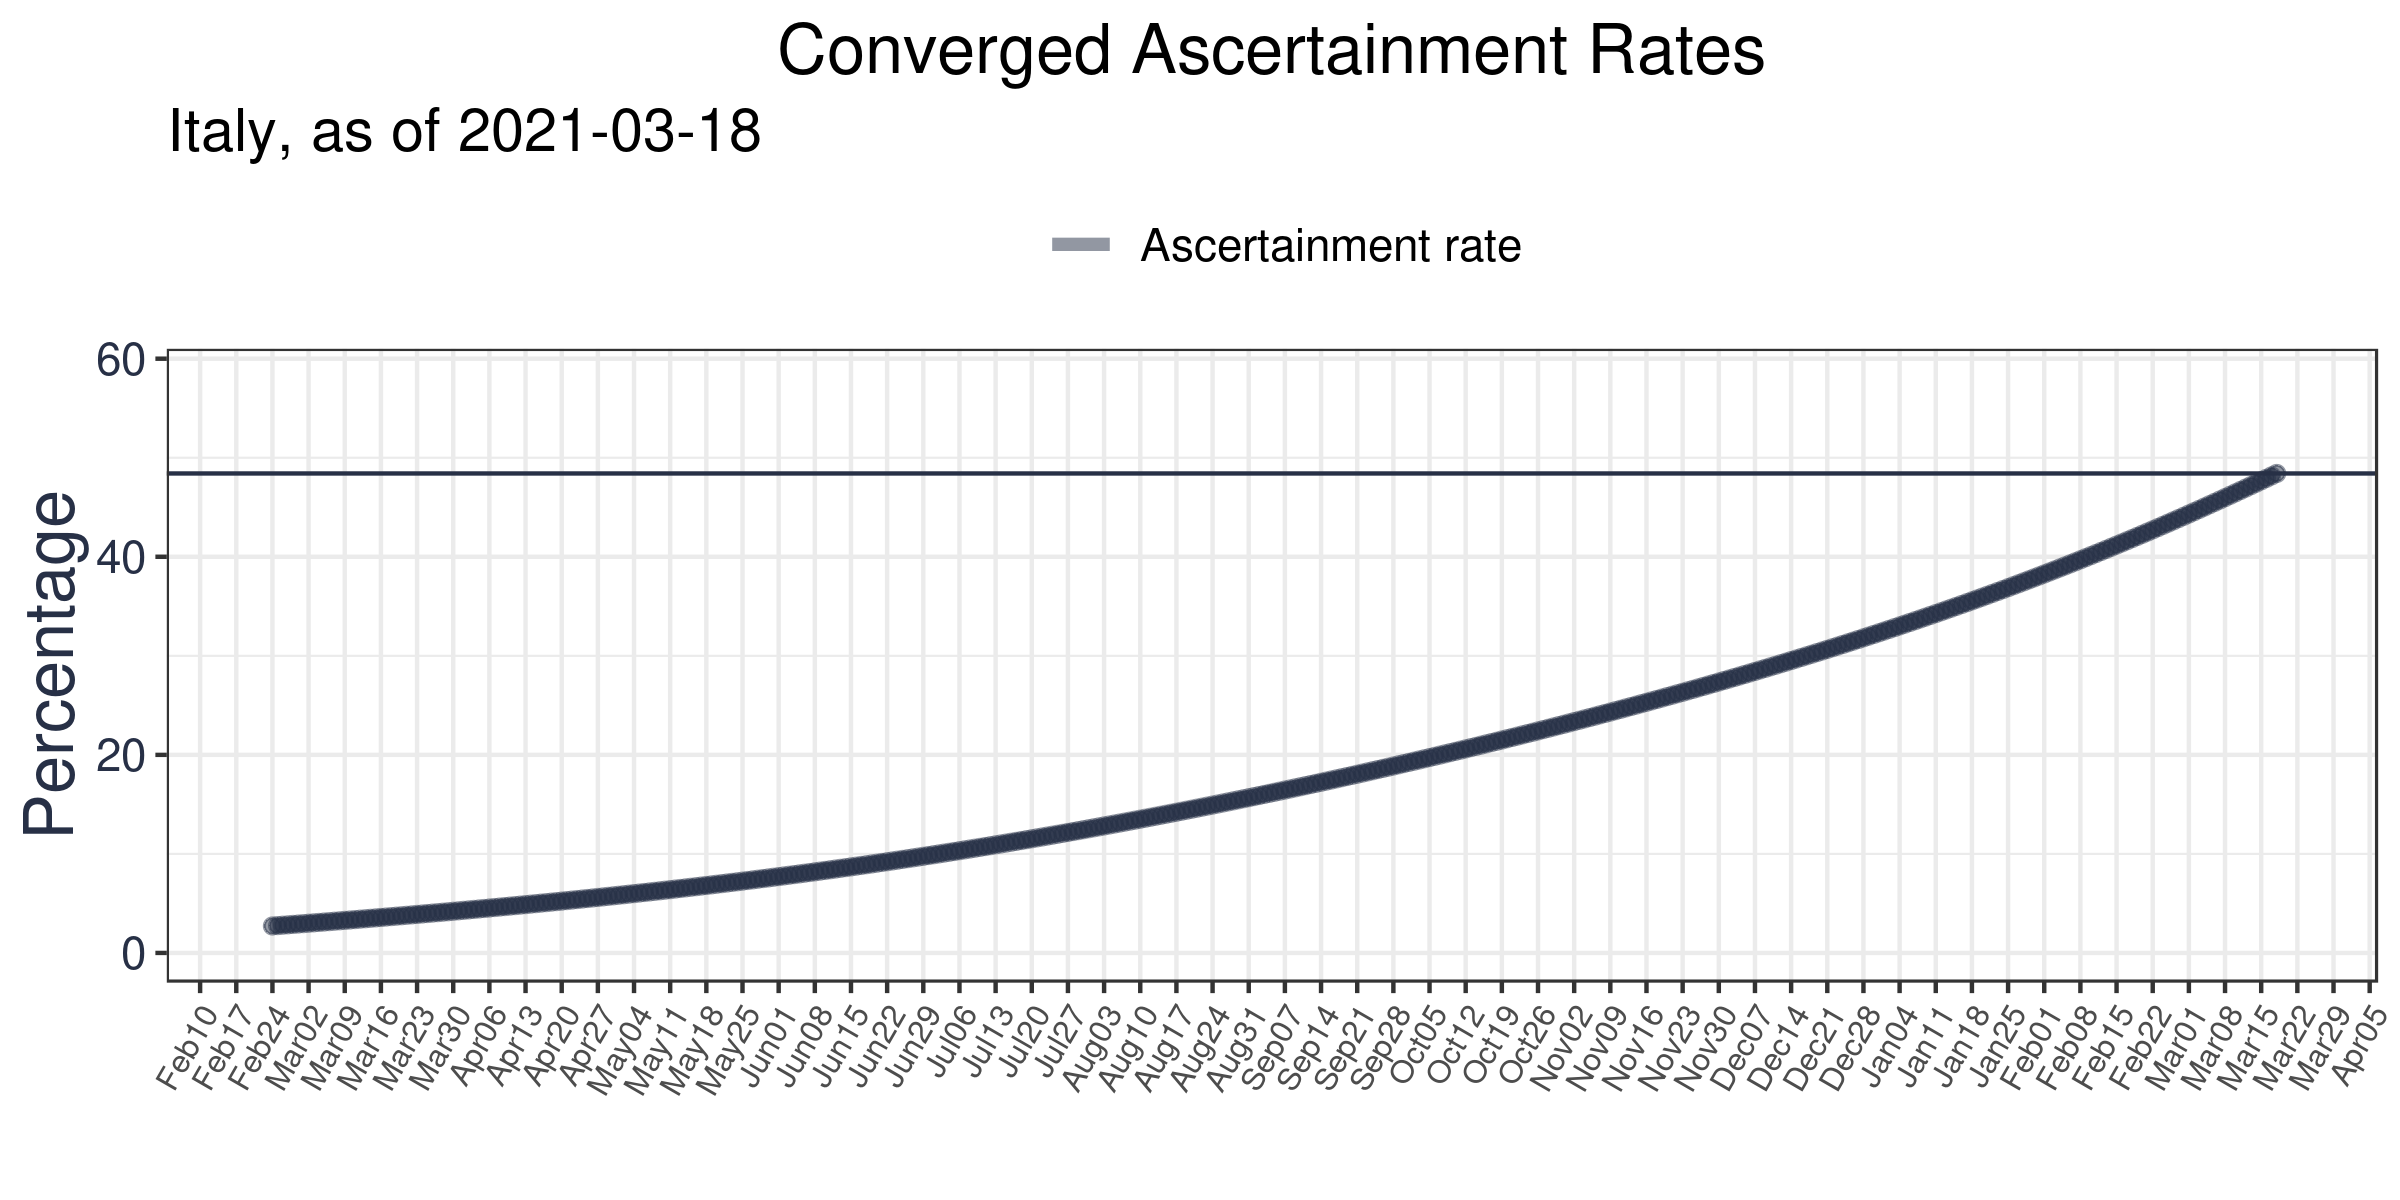 Converged Ascertainment Rates
Italy, as of 2021-03-18
Ascertainment rate
Percentage
60
40
20
0
Feb10 Feb17 Feb24 Mar02 Mar09 Mar16 Mar23 Mar30 Apr06 Apr13 Apr20 Apr27 May04 May11 May18 May25 Jun01 Jun08 Jun15 Jun22 Jun29 Jul06 Jul13 Jul20 Jul27 Aug03 Aug10 Aug17 Aug24 Aug31 Sep07 Sep14 Sep21 Sep28 Oct05 Oct12 Oct19 Oct26 Nov02 Nov09 Nov16 Nov23 Nov30 Dec07 Dec14 Dec21 Dec28 Jan04 Jan11 Jan18 Jan25 Feb01 Feb08 Feb15 Feb22 Mar01 Mar08 Mar15 Mar22 Mar29 Apr05